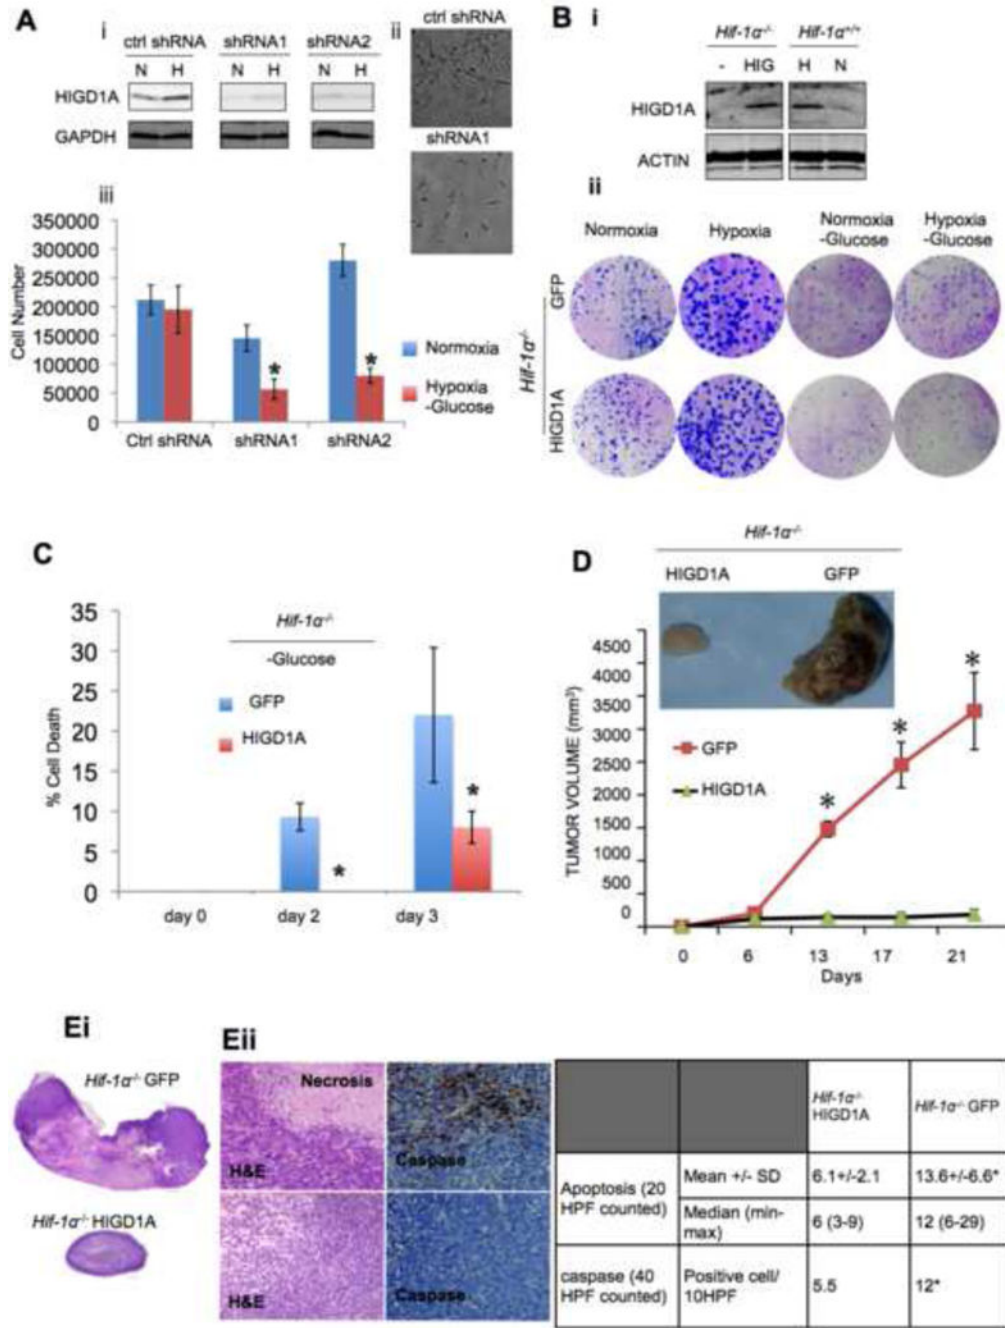 A
i
ctrl shRNA shRNA1 shRNA2
N H N H N H
HIGD1A
GAPDH
ii
ctrl shRNA
shRNA1
iii
350000
300000
250000
200000
150000
100000
50000
0
Cell Number
Ctrl shRNA shRNA1 shRNA2
Normoxia
Hypoxia
-Glucose
* *
B i
Hif-1α-/- Hif-1α+/+
- HIG H N
HIGD1A
ACTIN
ii
Normoxia Hypoxia Normoxia
-Glucose Hypoxia
-Glucose
Hif-1α-/-
GFP
HIGD1A
C
35
30
25
20
15
10
5
0
% Cell Death
Hif-1α-/-
-Glucose
GFP
HIGD1A
* *
day 0 day 2 day 3
D
Hif-1α-/-
HIGD1A GFP
4500
4000
3500
3000
2500
2000
1500
1000
500
0
TUMOR VOLUME (mm3)
GFP
HIGD1A
* * *
0 6 13 17 21
Days
Ei
Hif-1α-/- GFP
Hif-1α-/- HIGD1A
Eii
Necrosis
H&E
Caspase
H&E
Caspase
Hif-1α-/-
HIGD1A
Hif-1α-/- GFP
Apoptosis (20
HPF counted)
Mean +/- SD
6.1+/-2.1
13.6+/-6.6*
Median (min-
max)
6 (3-9)
12 (6-29)
caspase (40
HPF counted)
Positive cell/
10HPF
5.5
12*